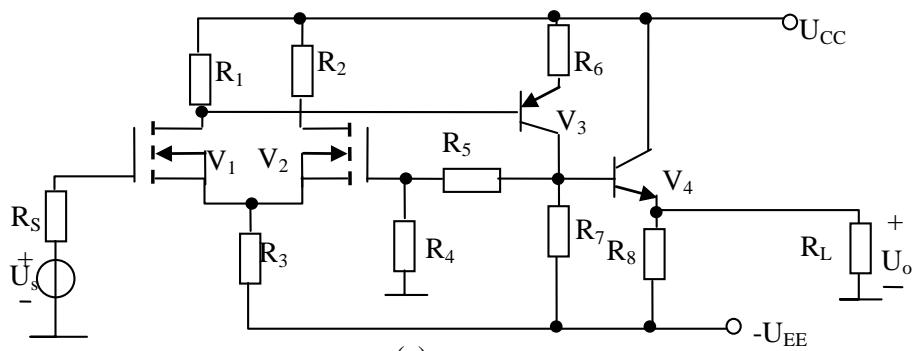 U_CC
R_1
R_2
R_6
V_1
V_2
V_3
R_5
V_4
R_S
R_3
R_4
R_7
R_8
R_L
+
U_o
−
+
U_s
-
-U_EE